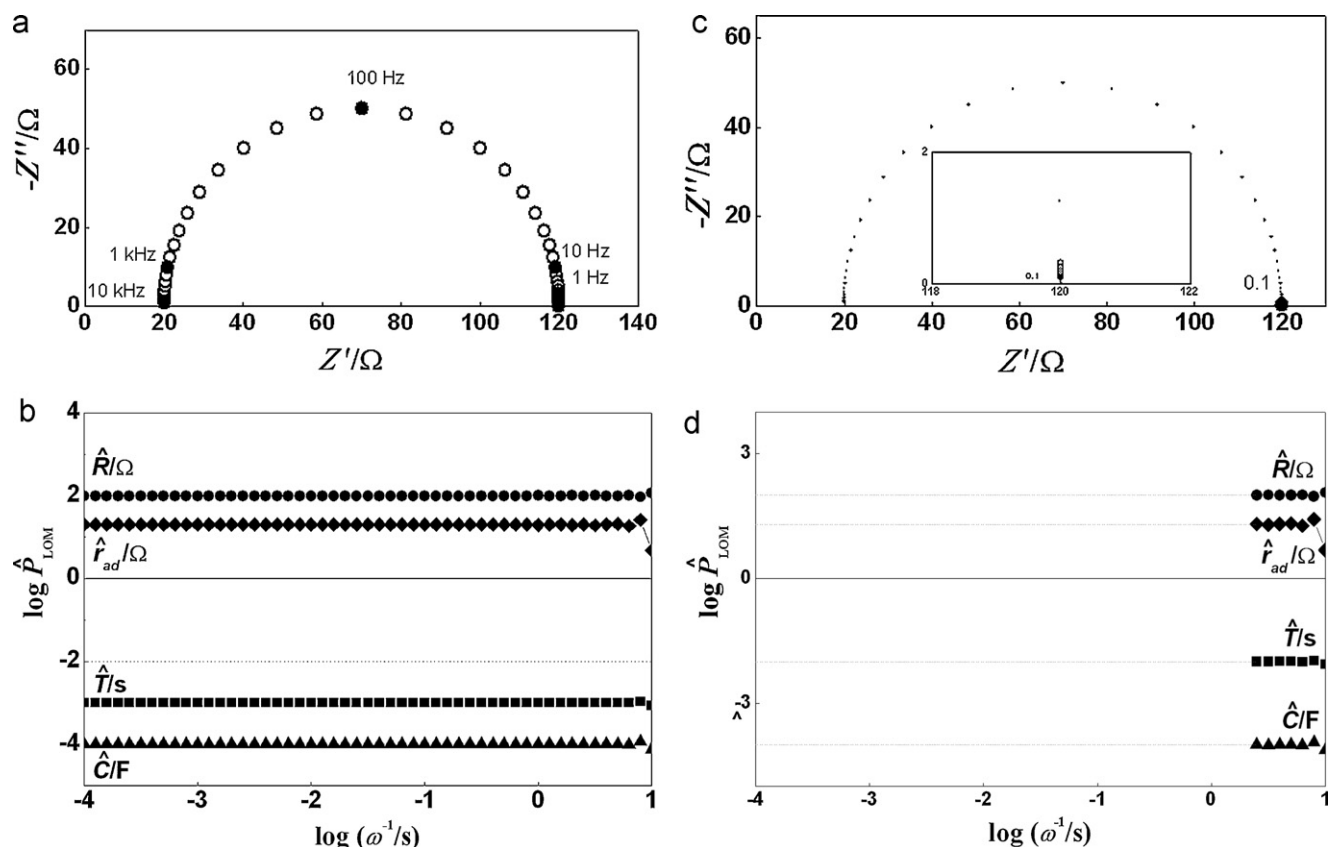 a
-Z''/Ω
60
40
20
0
100 Hz
1 kHz
10 kHz
10 Hz
1 Hz
0 20 40 60 80 100 120 140
Z'/Ω
c
-Z''/Ω
60
50
40
30
20
10
0
2
0
0.1
118 120 122
0.1
0 20 40 60 80 100 120
Z'/Ω
b
log P̂LOM
4
2
0
-2
-4
R̂/Ω
r̂ad/Ω
T̂/s
Ĉ/F
-4 -3 -2 -1 0 1
log (ω⁻¹/s)
d
log P̂LOM
3
0
-3
^
R̂/Ω
r̂ad/Ω
T̂/s
Ĉ/F
-4 -3 -2 -1 0 1
log (ω⁻¹/s)